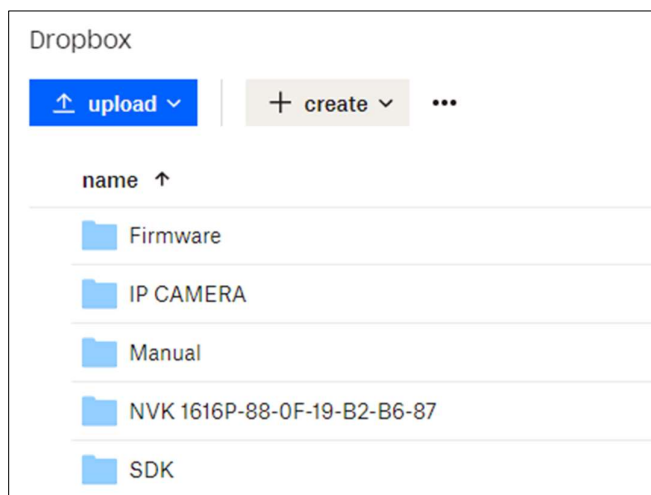 Dropbox
upload
+ create
•••
name ↑
Firmware
IP CAMERA
Manual
NVK 1616P-88-0F-19-B2-B6-87
SDK